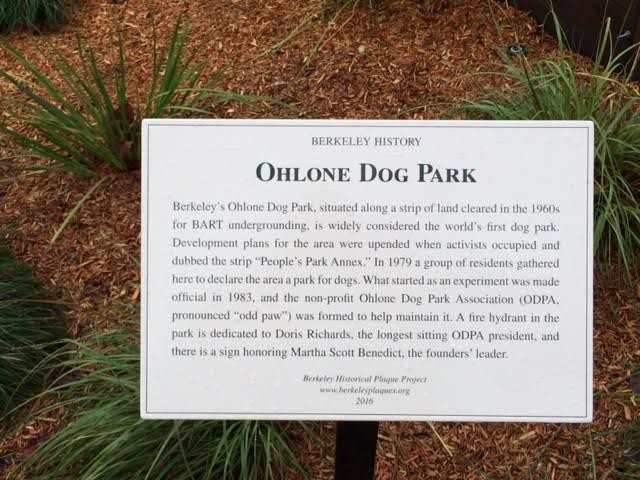 BERKELEY HISTORY
OHLONE DOG PARK
Berkeley's Ohlone Dog Park, situated along a strip of land cleared in the 1960s
for BART undergrounding, is widely considered the world's first dog park.
Development plans for the area were upended when activists occupied and
dubbed the strip “People's Park Annex.” In 1979 a group of residents gathered
here to declare the area a park for dogs. What started as an experiment was made
official in 1983, and the non-profit Ohlone Dog Park Association (ODPA,
pronounced “odd paw”) was formed to help maintain it. A fire hydrant in the
park is dedicated to Doris Richards, the longest sitting ODPA president, and
there is a sign honoring Martha Scott Benedict, the founders' leader.
Berkeley Historical Plaque Project
www.berkeleyplaques.org
2016